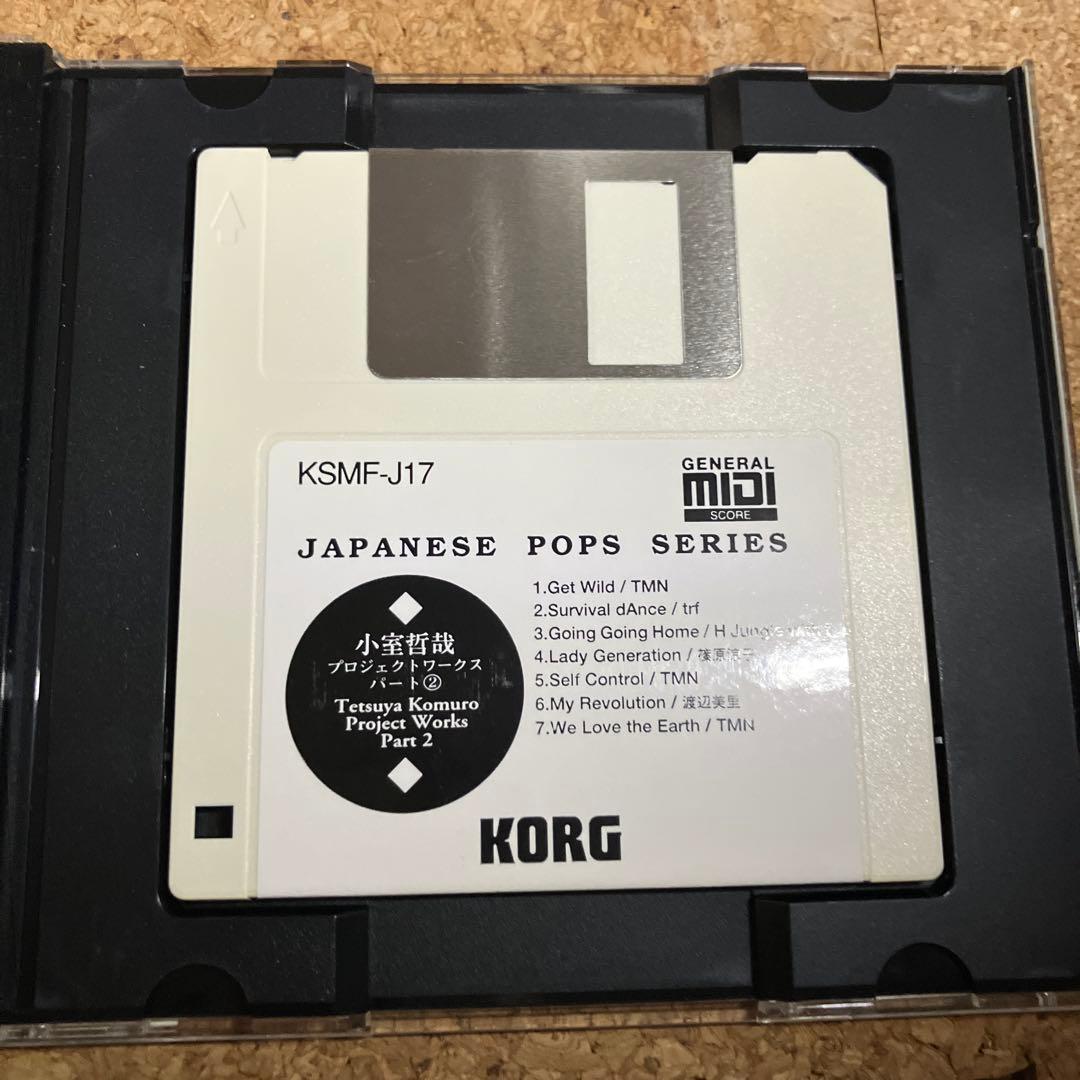 KSMF-J17
GENERAL
MIDI
SCORE
JAPANESE POPS SERIES
小室哲哉
プロジェクトワークス
パート②
Tetsuya Komuro
Project Works
Part 2
1.Get Wild / TMN
2.Survival dAnce / trf
3.Going Going Home / H Jungle
4.Lady Generation / 篠原涼子
5.Self Control / TMN
6.My Revolution / 渡辺美里
7.We Love the Earth / TMN
KORG